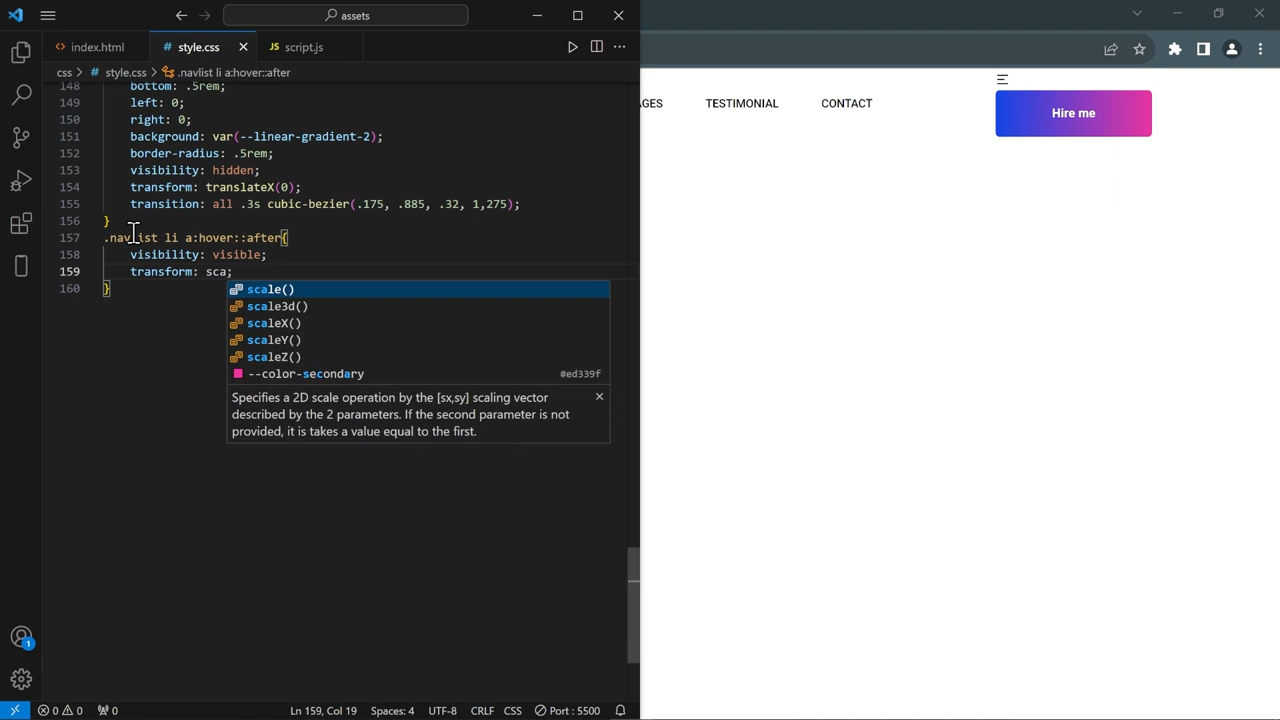 assets
index.html
style.css
script.js
css > # style.css > .navlist li a:hover::after
148 bottom: .5rem;
149 left: 0;
150 right: 0;
151 background: var(--linear-gradient-2);
152 border-radius: .5rem;
153 visibility: hidden;
154 transform: translateX(0);
155 transition: all .3s cubic-bezier(.175, .885, .32, 1,275);
156 }
157 .navlist li a:hover::after{
158 visibility: visible;
159 transform: sca;
160 }
scale()
scale3d()
scaleX()
scaleY()
scaleZ()
--color-secondary #ed339f
Specifies a 2D scale operation by the [sx,sy] scaling vector
described by the 2 parameters. If the second parameter is not
provided, it is takes a value equal to the first.
1
0 0 0 Ln 159, Col 19 Spaces: 4 UTF-8 CRLF CSS Port : 5500
AGES TESTIMONIAL CONTACT
Hire me